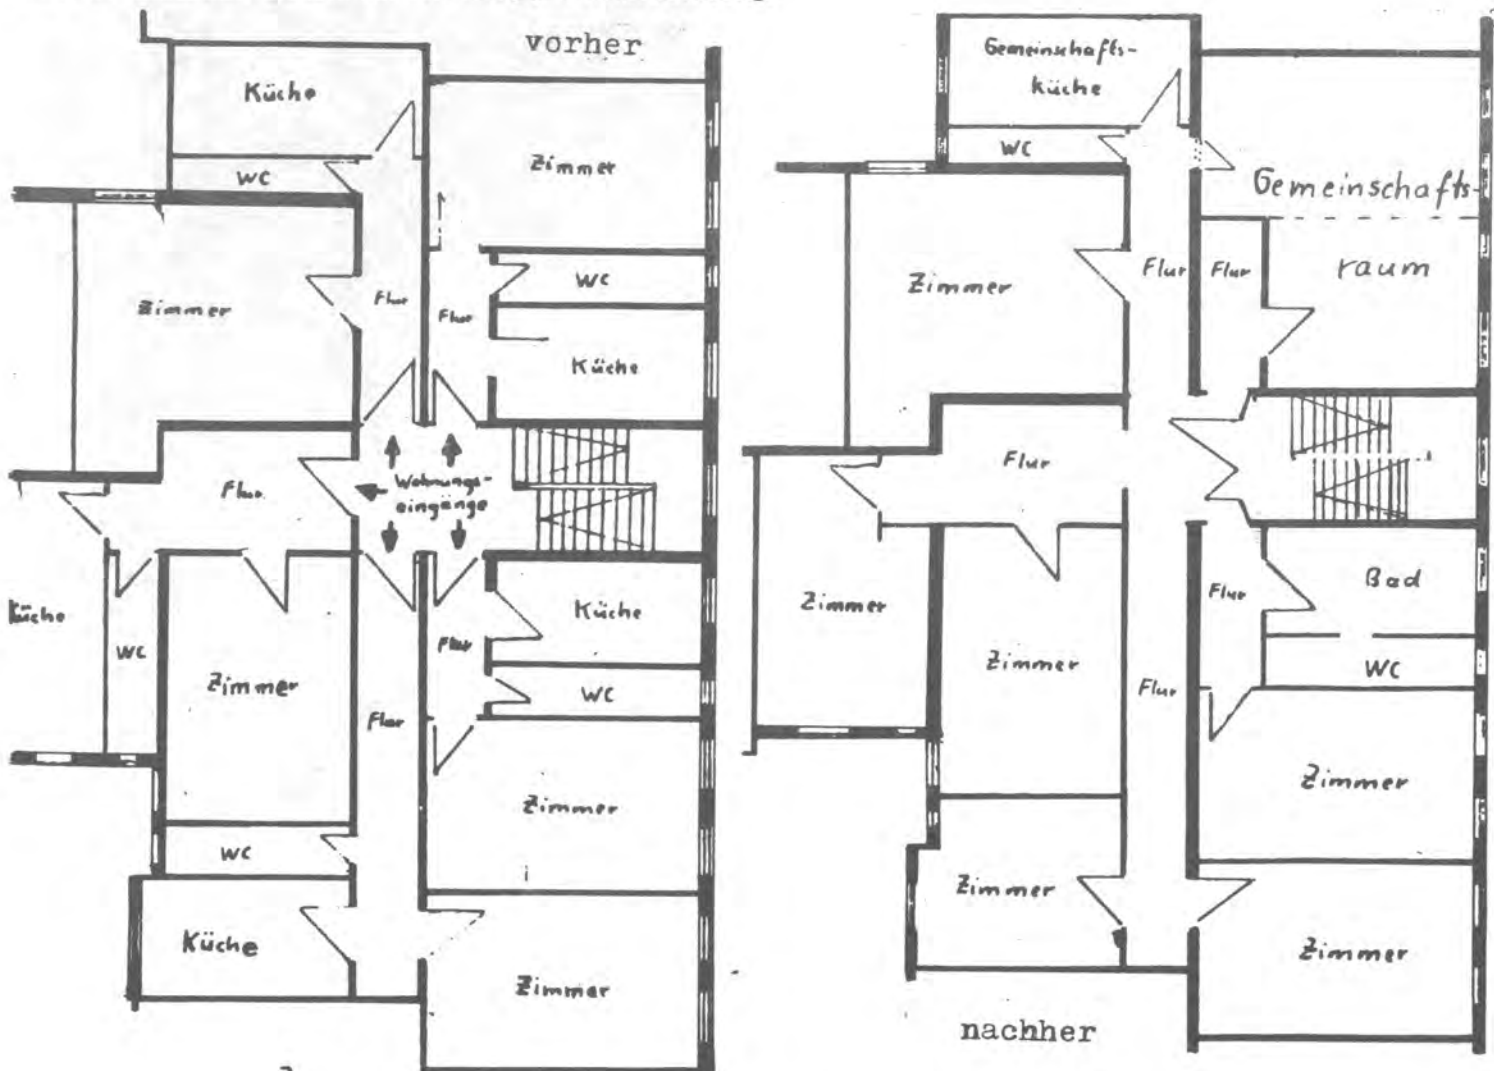 vorher
Küche
WC
Zimmer
Zimmer
Flur
Flur
WC
Küche
Wohnungs-
eingänge
Flur
Küche
WC
Zimmer
Flur
Flur
Küche
WC
Zimmer
WC
Küche
Zimmer
Gemeinschafts-
küche
WC
Gemeinschafts-
raum
Zimmer
Flur
Flur
Flur
Zimmer
Zimmer
Flur
Flur
Bad
WC
Zimmer
Zimmer
Zimmer
nachher